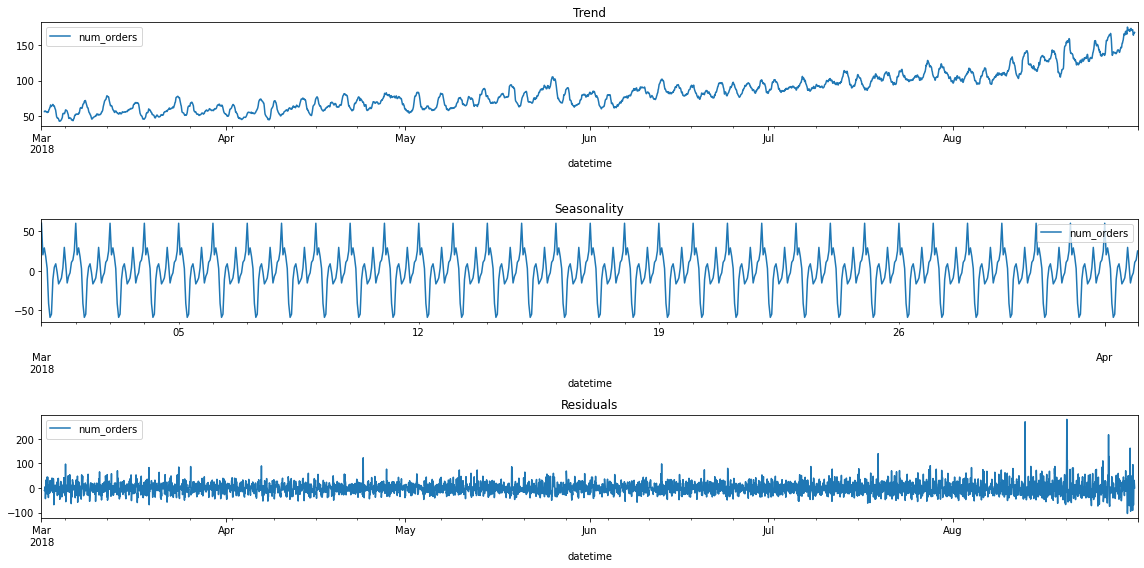 Trend
num_orders
150
100
50
Mar Apr May Jun Jul Aug
2018
datetime
Seasonality
num_orders
50
0
−50
05 12 19 26
Mar Apr
2018
datetime
Residuals
num_orders
200
100
0
−100
Mar Apr May Jun Jul Aug
2018
datetime